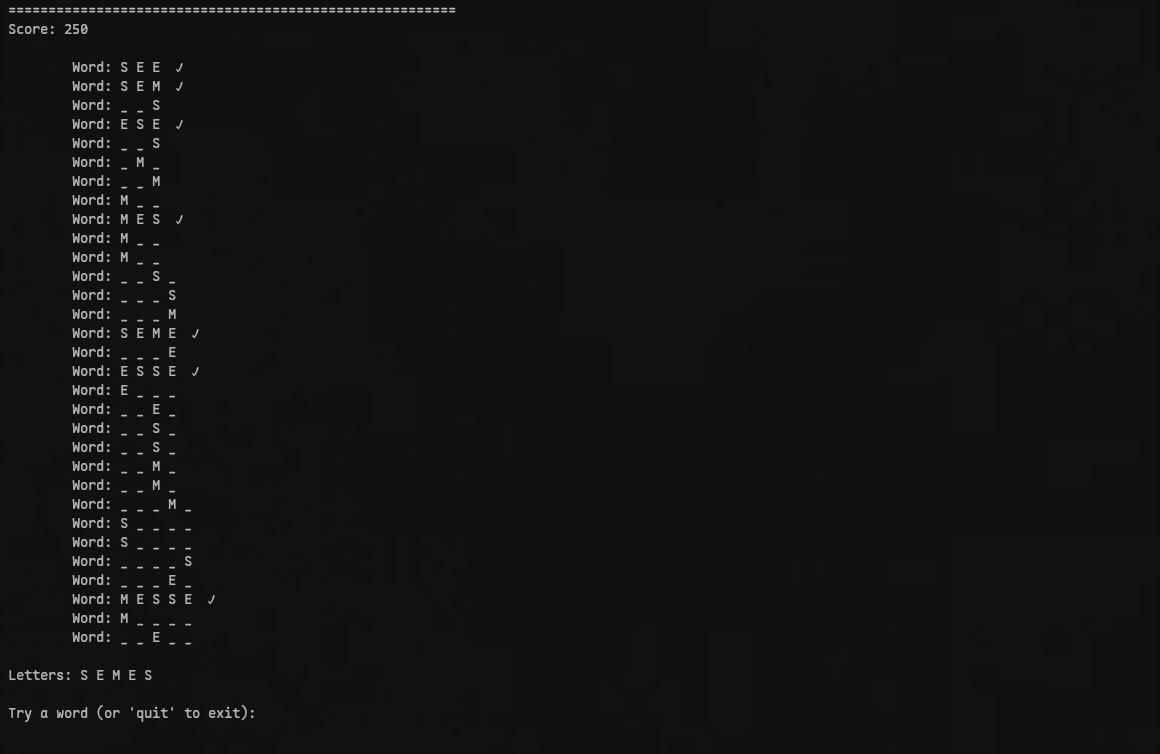 ========================================================
Score: 250
Word: S E E ✓
Word: S E M ✓
Word: _ _ S
Word: E S E ✓
Word: _ _ S
Word: _ M _
Word: _ _ M
Word: M _ _
Word: M E S ✓
Word: M _ _
Word: M _ _
Word: _ _ S _
Word: _ _ _ S
Word: _ _ _ M
Word: S E M E ✓
Word: _ _ _ E
Word: E S S E ✓
Word: E _ _ _
Word: _ _ E _
Word: _ _ S _
Word: _ _ S _
Word: _ _ M _
Word: _ _ M _
Word: _ _ _ M _
Word: S _ _ _ _
Word: S _ _ _ _
Word: _ _ _ _ S
Word: _ _ _ E _
Word: M E S S E ✓
Word: M _ _ _ _
Word: _ _ E _ _
Letters: S E M E S
Try a word (or 'quit' to exit):